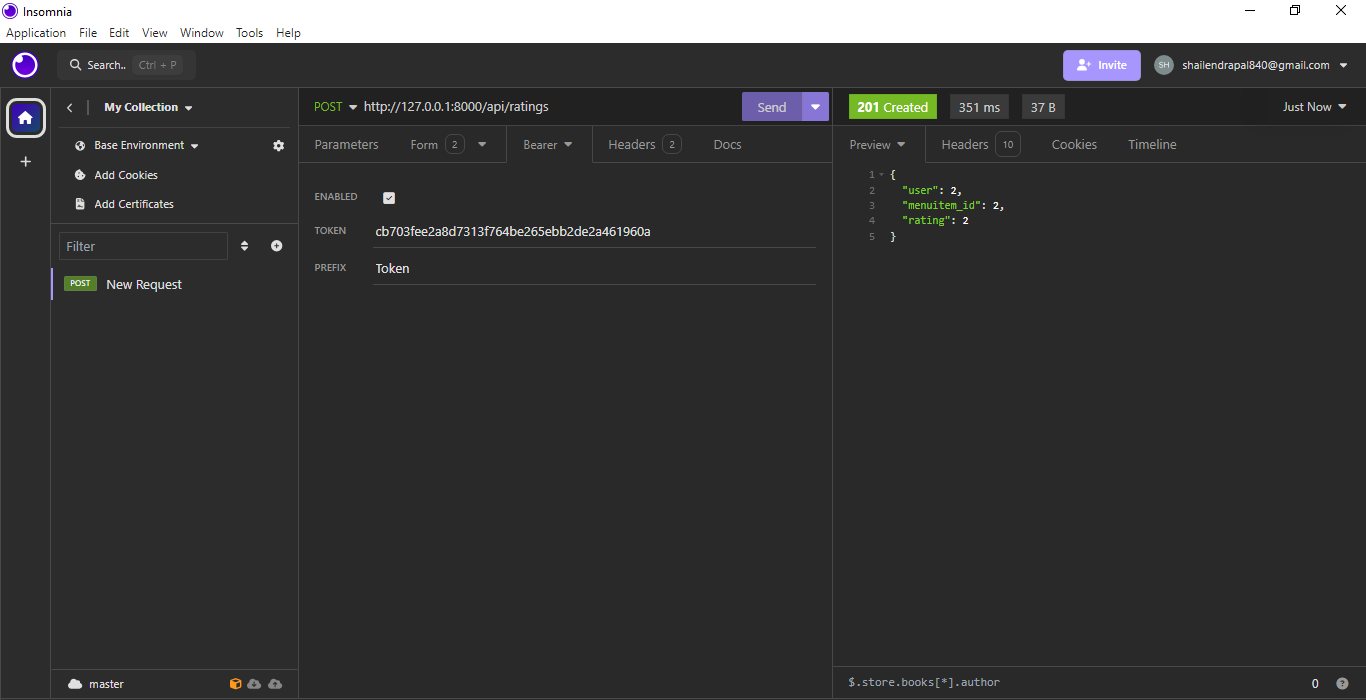 Insomnia
Application File Edit View Window Tools Help
Search.. Ctrl + P
Invite
SH
shailendrapal840@gmail.com
My Collection
Base Environment
Add Cookies
Add Certificates
Filter
POST New Request
master
POST http://127.0.0.1:8000/api/ratings
Send
Parameters Form 2 Bearer Headers 2 Docs
ENABLED
TOKEN cb703fee2a8d7313f764be265ebb2de2a461960a
PREFIX Token
201 Created 351 ms 37 B Just Now
Preview Headers 10 Cookies Timeline
1 {
2 "user": 2,
3 "menuitem_id": 2,
4 "rating": 2
5 }
$.store.books[*].author 0 ?